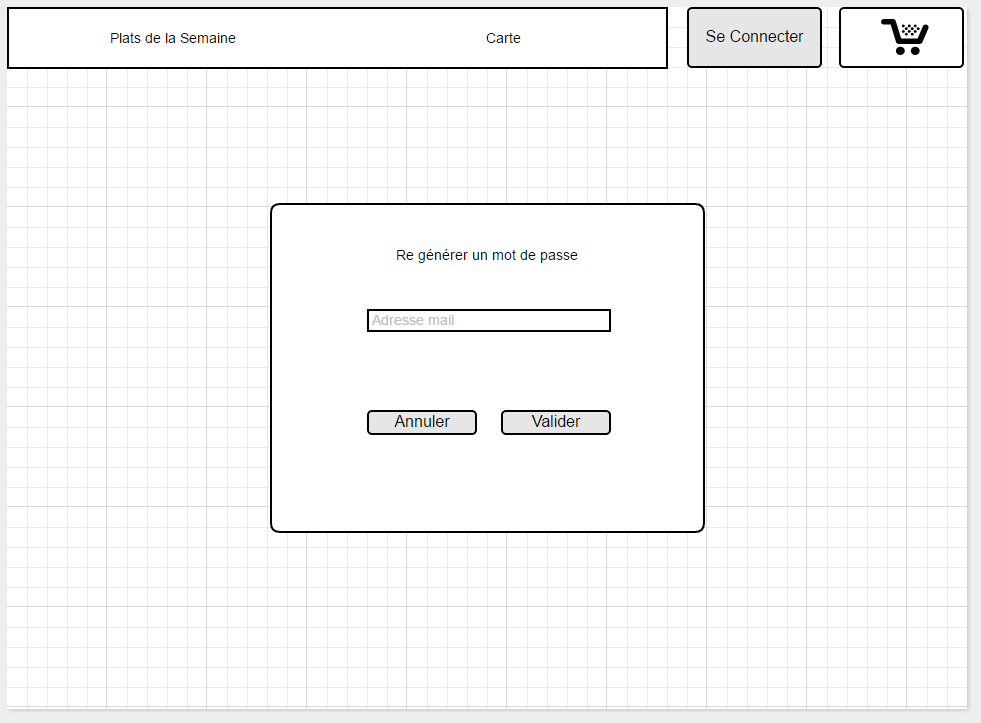 Plats de la Semaine
Carte
Se Connecter
Re générer un mot de passe
Adresse mail
Annuler
Valider